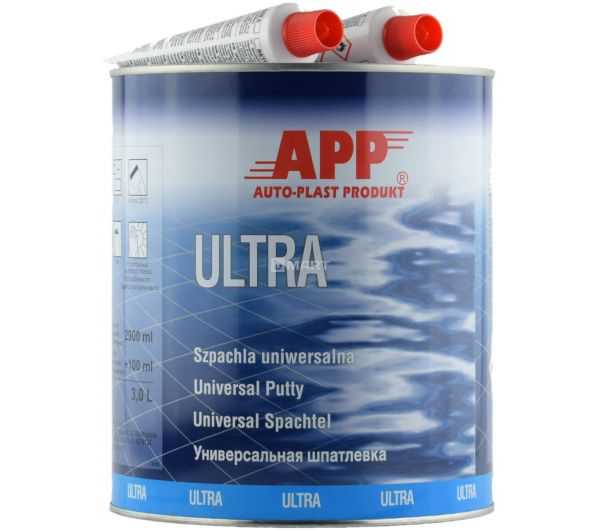 APP
®
AUTO-PLAST PRODUKT
ULTRA
MART
2900 ml
+100 ml
3,0 L
Szpachla uniwersalna
Universal Putty
Universal Spachtel
Универсальная шпатлевка
ULTRA ULTRA ULTRA ULTRA ULTRA